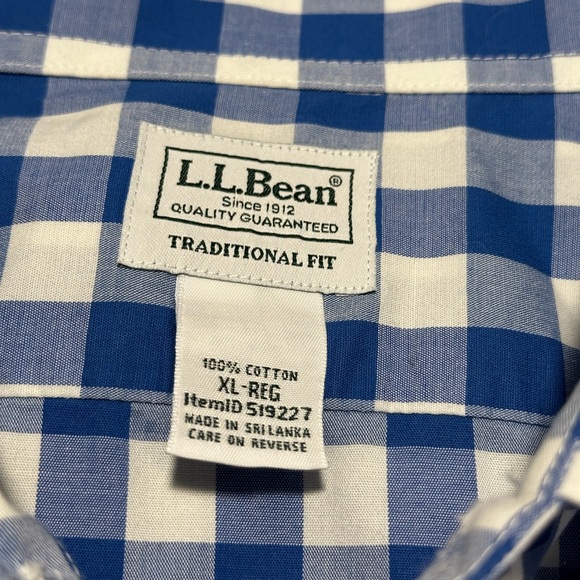 L.L.Bean®
Since 1912
QUALITY GUARANTEED
TRADITIONAL FIT
100% COTTON
XL-REG
ItemID 519227
MADE IN SRI LANKA
CARE ON REVERSE